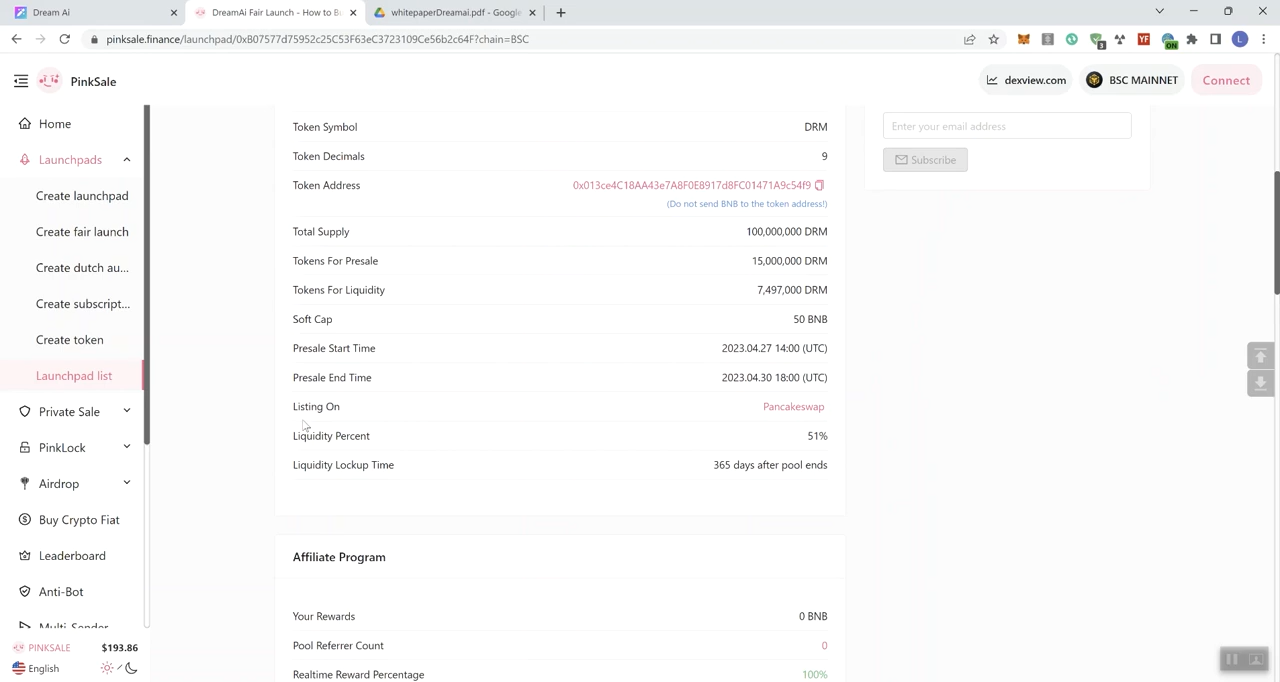 Dream Ai
DreamAi Fair Launch - How to B
whitepaperDreamai.pdf - Google
pinksale.finance/launchpad/0xB07577d75952c25C53F63eC3723109Ce56b2c64F?chain=BSC
3
YF
ON
L
PinkSale
dexview.com
BSC MAINNET
Connect
Home
Launchpads
Create launchpad
Create fair launch
Create dutch au...
Create subscript...
Create token
Launchpad list
Private Sale
PinkLock
Airdrop
Buy Crypto Fiat
Leaderboard
Anti-Bot
Multi-Sender
PINKSALE $193.86
English
Token Symbol DRM
Token Decimals 9
Token Address 0x013ce4C18AA43e7A8F0E8917d8FC01471A9c54f9
(Do not send BNB to the token address!)
Total Supply 100,000,000 DRM
Tokens For Presale 15,000,000 DRM
Tokens For Liquidity 7,497,000 DRM
Soft Cap 50 BNB
Presale Start Time 2023.04.27 14:00 (UTC)
Presale End Time 2023.04.30 18:00 (UTC)
Listing On Pancakeswap
Liquidity Percent 51%
Liquidity Lockup Time 365 days after pool ends
Affiliate Program
Your Rewards 0 BNB
Pool Referrer Count 0
Realtime Reward Percentage 100%
Enter your email address
Subscribe